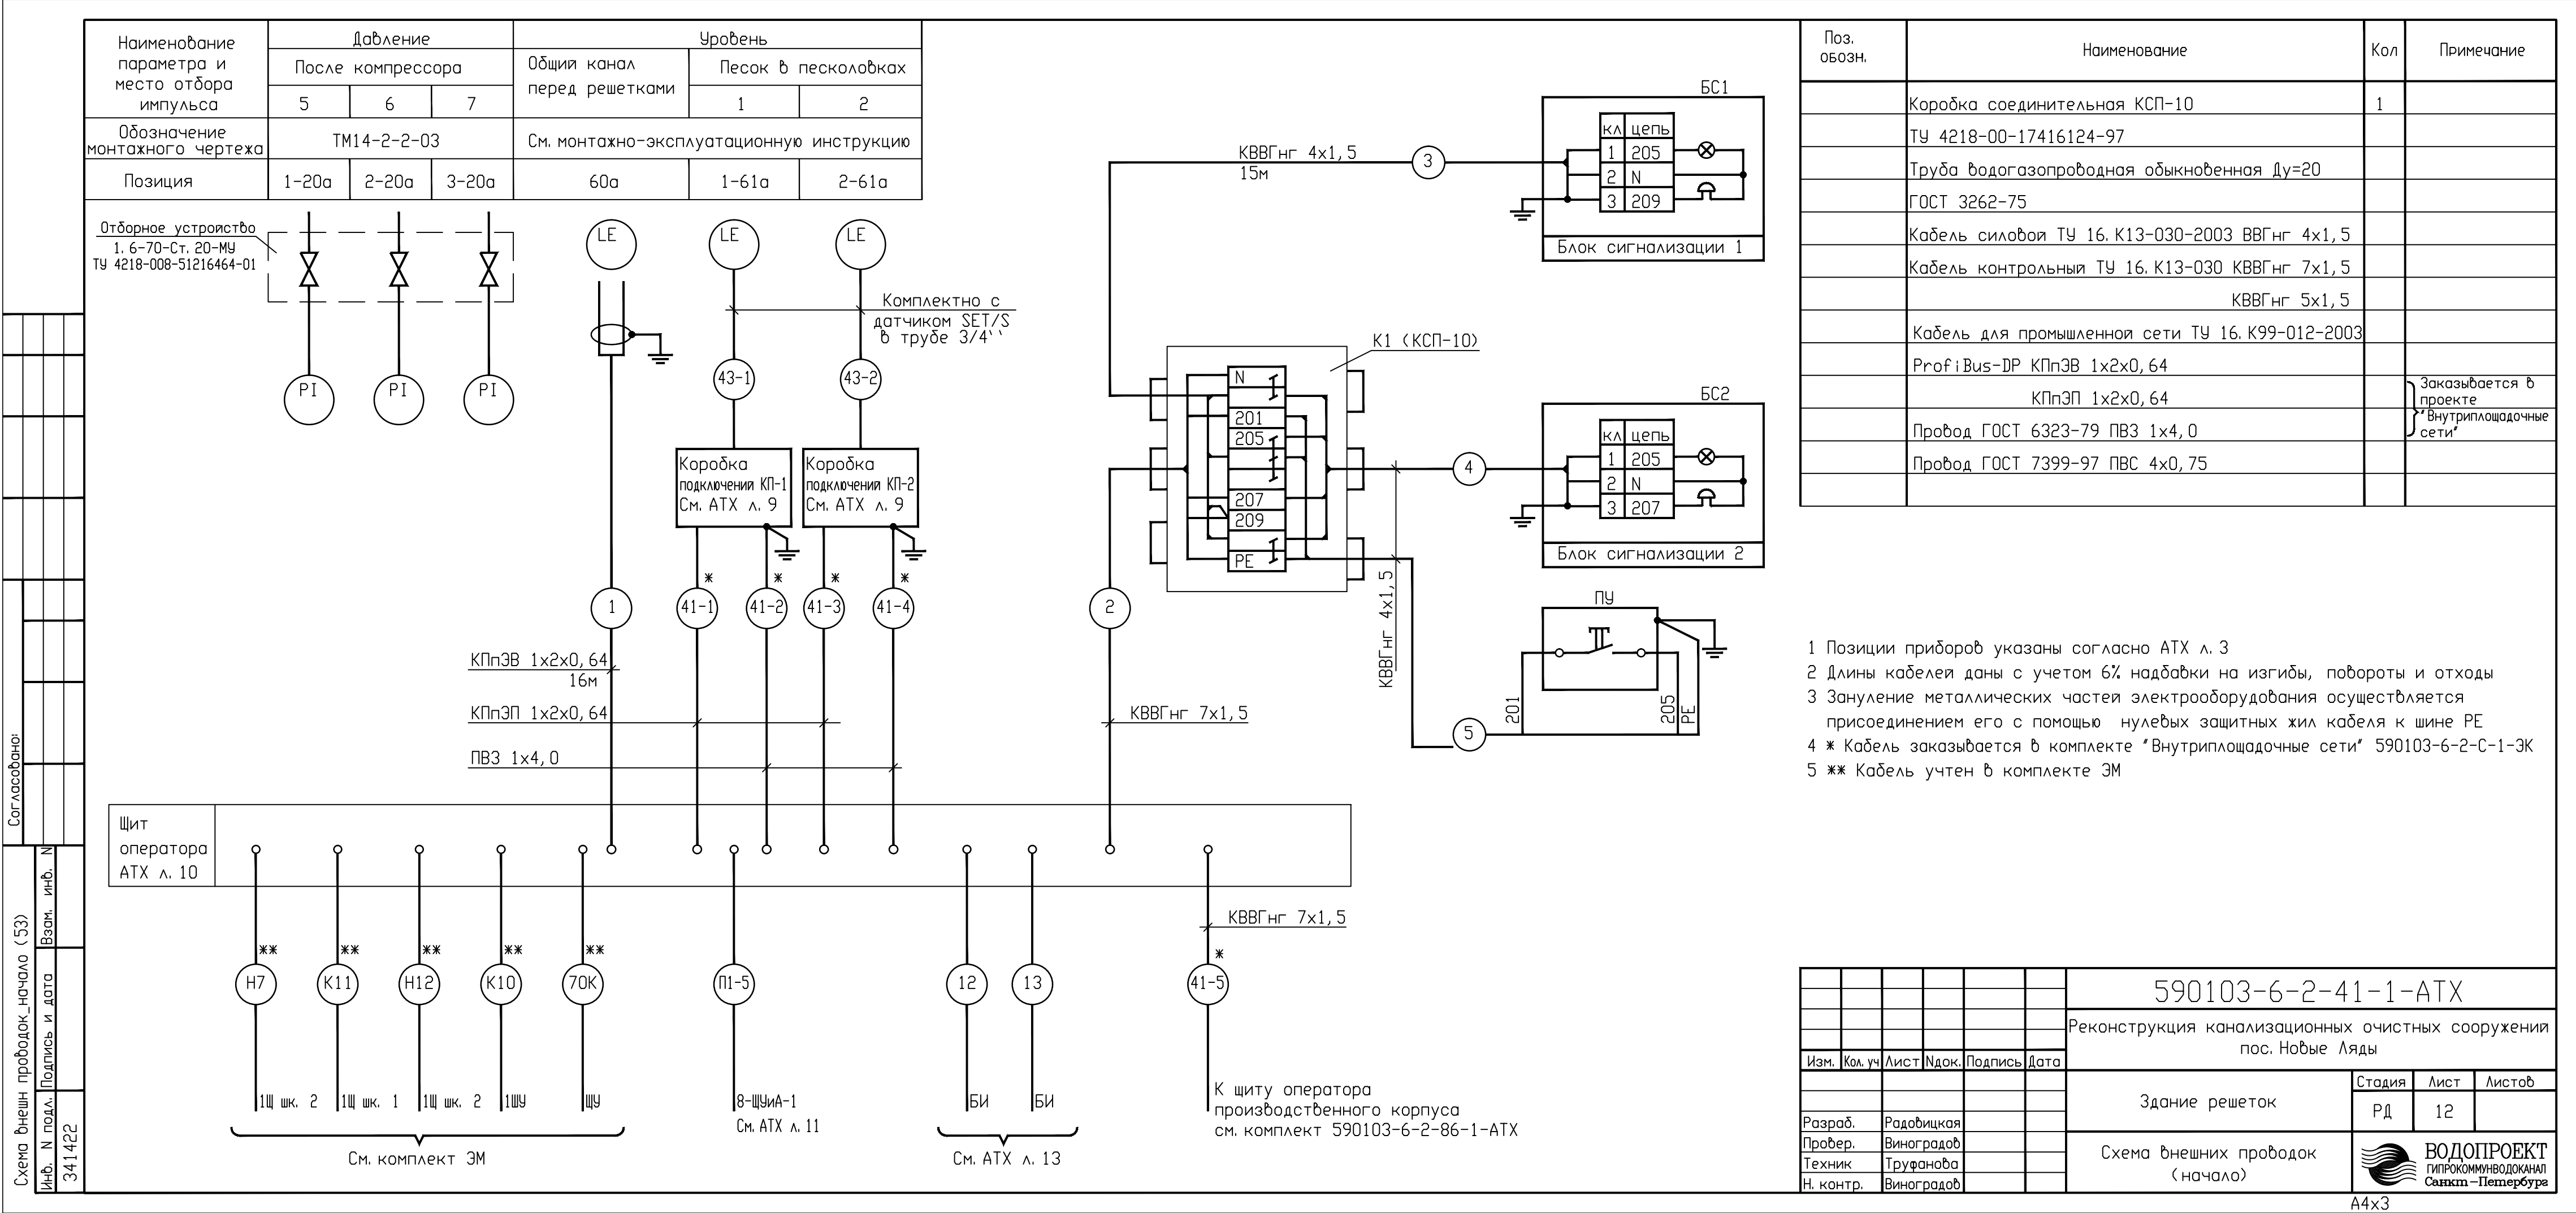 Наименование
параметра и
место отбора
импульса
Давление
Уровень
После компрессора
Общий канал
перед решетками
Песок в песколовках
5
6
7
1
2
Обозначение
монтажного чертежа
ТМ14-2-2-03
См. монтажно-эксплуатационную инструкцию
Позиция
1-20а
2-20а
3-20а
60а
1-61а
2-61а
Отборное устройство
1.6-70-Ст.20-МУ
ТУ 4218-008-51216464-01
LE
LE
LE
PI
PI
PI
Комплектно с
датчиком SET/S
в трубе 3/4``
43-1
43-2
Коробка
подключений КП-1
См. АТХ л. 9
Коробка
подключений КП-2
См. АТХ л. 9
*
*
*
*
1
41-1
41-2
41-3
41-4
2
КПпЭВ 1х2х0,64
16м
КПпЭП 1х2х0,64
ПВЗ 1х4,0
КВВГнг 7х1,5
КВВГнг 4х1,5
15м
3
БС1
кл цепь
1 205
2 N
3 209
Блок сигнализации 1
К1 (КСП-10)
N
201
205
207
209
PE
4
КВВГнг 4х1,5
БС2
кл цепь
1 205
2 N
3 207
Блок сигнализации 2
ПУ
201
205
PE
5
Щит
оператора
АТХ л. 10
КВВГнг 7х1,5
**
**
**
**
**
*
Н7
К11
Н12
К10
70К
П1-5
12
13
41-5
1Щ шк. 2
1Щ шк. 1
1Щ шк. 2
1ШУ
ЩУ
8-ЩУиА-1
См. АТХ л. 11
БИ
БИ
К щиту оператора
производственного корпуса
см. комплект 590103-6-2-86-1-АТХ
См. комплект ЭМ
См. АТХ л. 13
Поз.
обозн.
Наименование
Кол
Примечание
Коробка соединительная КСП-10
1
ТУ 4218-00-17416124-97
Труба водогазопроводная обыкновенная Ду=20
ГОСТ 3262-75
Кабель силовой ТУ 16.К13-030-2003 ВВГнг 4х1,5
Кабель контрольный ТУ 16.К13-030 КВВГнг 7х1,5
КВВГнг 5х1,5
Кабель для промышленной сети ТУ 16.К99-012-2003
ProfiBus-DP КПпЭВ 1х2х0,64
КПпЭП 1х2х0,64
Провод ГОСТ 6323-79 ПВЗ 1х4,0
Провод ГОСТ 7399-97 ПВС 4х0,75
Заказывается в
проекте
"Внутриплощадочные
сети"
1 Позиции приборов указаны согласно АТХ л. 3
2 Длины кабелей даны с учетом 6% надбавки на изгибы, повороты и отходы
3 Зануление металлических частей электрооборудования осуществляется
присоединением его с помощью нулевых защитных жил кабеля к шине РЕ
4 * Кабель заказывается в комплекте "Внутриплощадочные сети" 590103-6-2-С-1-ЭК
5 ** Кабель учтен в комплекте ЭМ
590103-6-2-41-1-АТХ
Реконструкция канализационных очистных сооружений
пос. Новые Ляды
Изм. Кол. уч Лист Nдок. Подпись Дата
Здание решеток
Стадия Лист Листов
РД 12
Разраб. Радовицкая
Провер. Виноградов
Техник Труфанова
Н. контр. Виноградов
Схема внешних проводок
(начало)
ВОДОПРОЕКТ
ГИПРОКОММУНВОДОКАНАЛ
Санкт-Петербург
А4х3
Согласовано:
Схема внешн проводок_начало (53)
Взам. инв. N
Подпись и дата
Инв. N подл.
341422